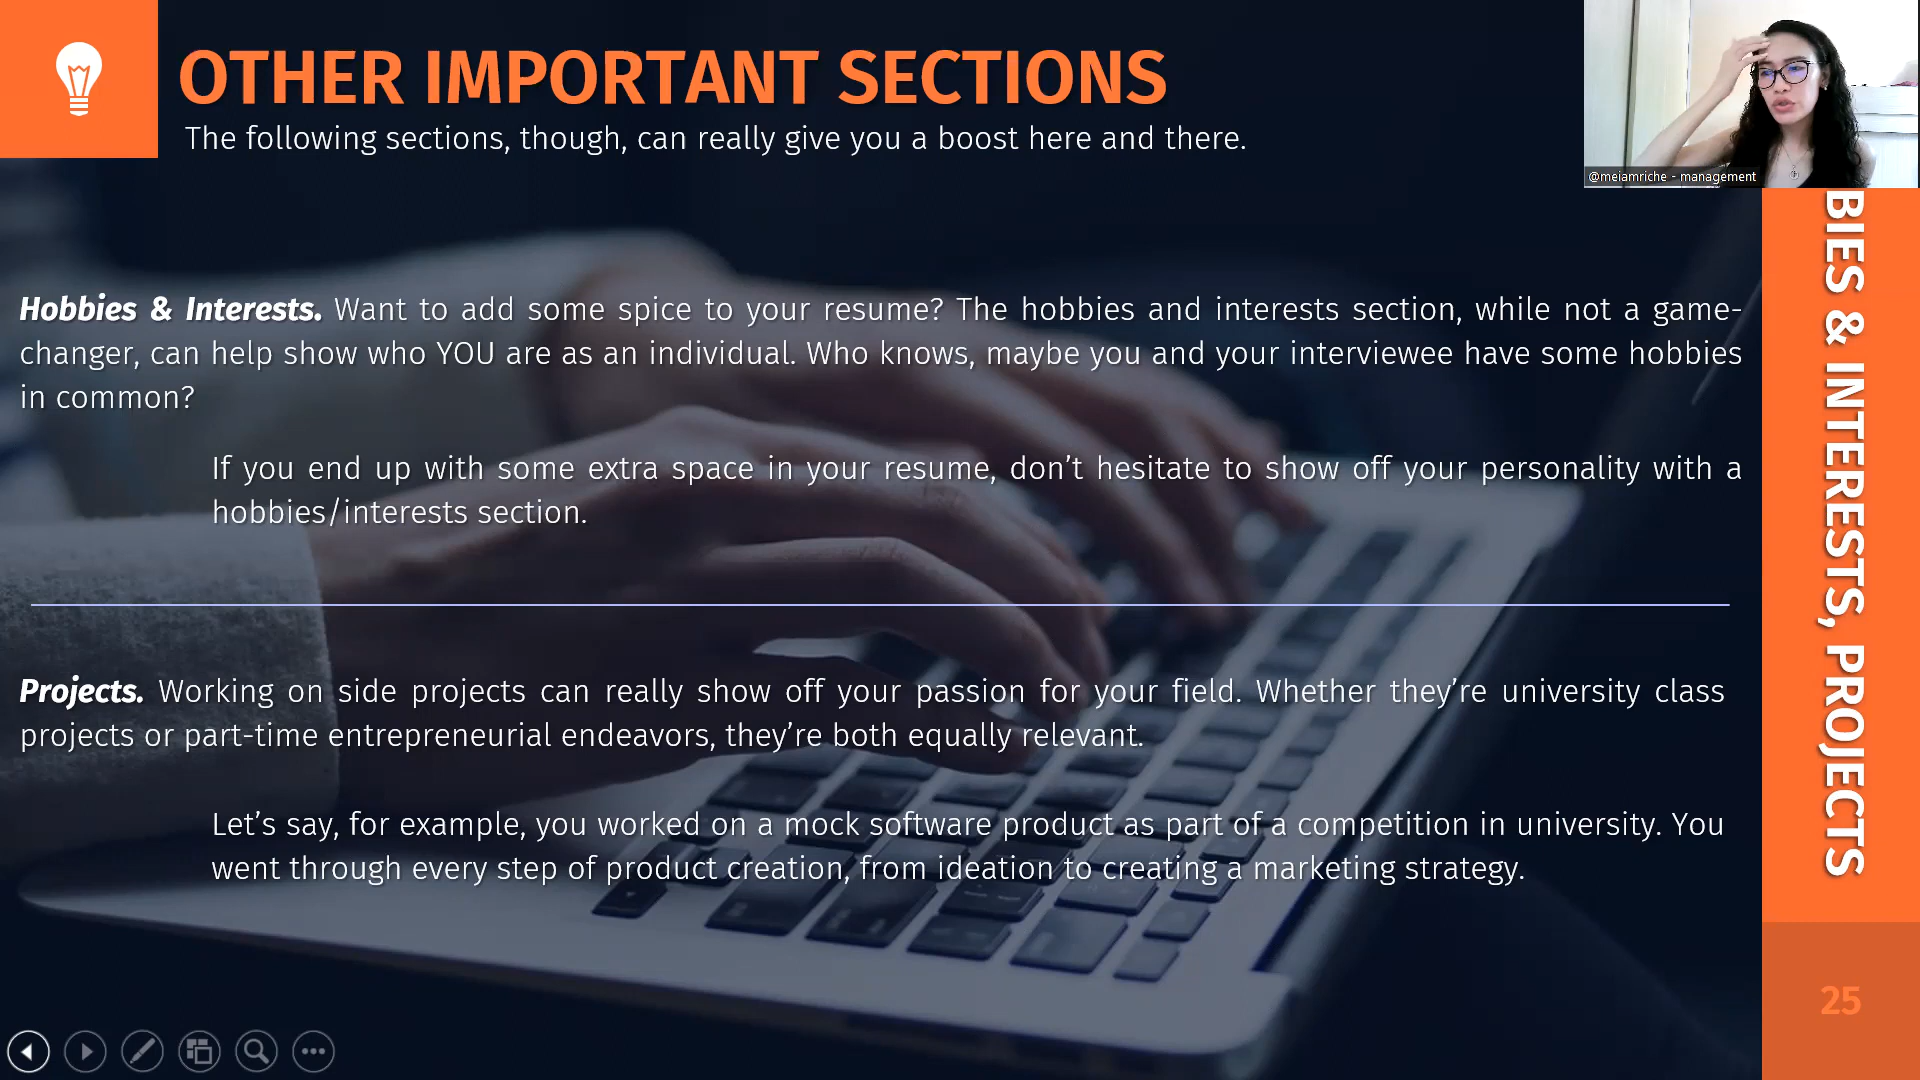 OTHER IMPORTANT SECTIONS
The following sections, though, can really give you a boost here and there.
@meiamriche - management
Hobbies & Interests. Want to add some spice to your resume? The hobbies and interests section, while not a game-
changer, can help show who YOU are as an individual. Who knows, maybe you and your interviewee have some hobbies
in common?
If you end up with some extra space in your resume, don’t hesitate to show off your personality with a
hobbies/interests section.
Projects. Working on side projects can really show off your passion for your field. Whether they’re university class
projects or part-time entrepreneurial endeavors, they’re both equally relevant.
Let’s say, for example, you worked on a mock software product as part of a competition in university. You
went through every step of product creation, from ideation to creating a marketing strategy.
BIES & INTERESTS, PROJECTS
25